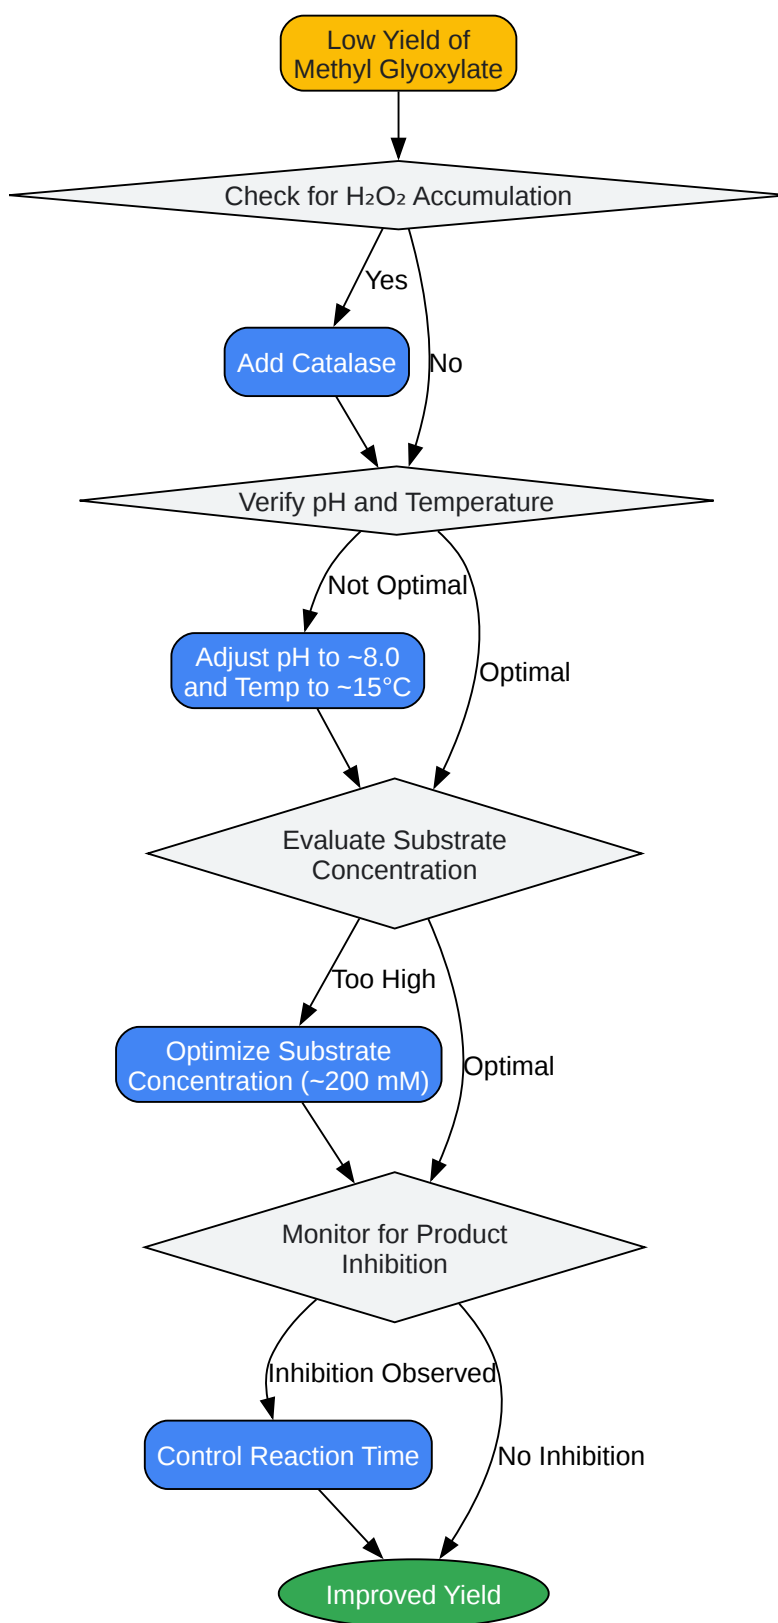 Low Yield of
Methyl Glyoxylate
Check for H₂O₂ Accumulation
Yes
Add Catalase
No
Verify pH and Temperature
Not Optimal
Adjust pH to ~8.0
and Temp to ~15°C
Optimal
Evaluate Substrate
Concentration
Too High
Optimize Substrate
Concentration (~200 mM)
Optimal
Monitor for Product
Inhibition
Inhibition Observed
Control Reaction Time
No Inhibition
Improved Yield